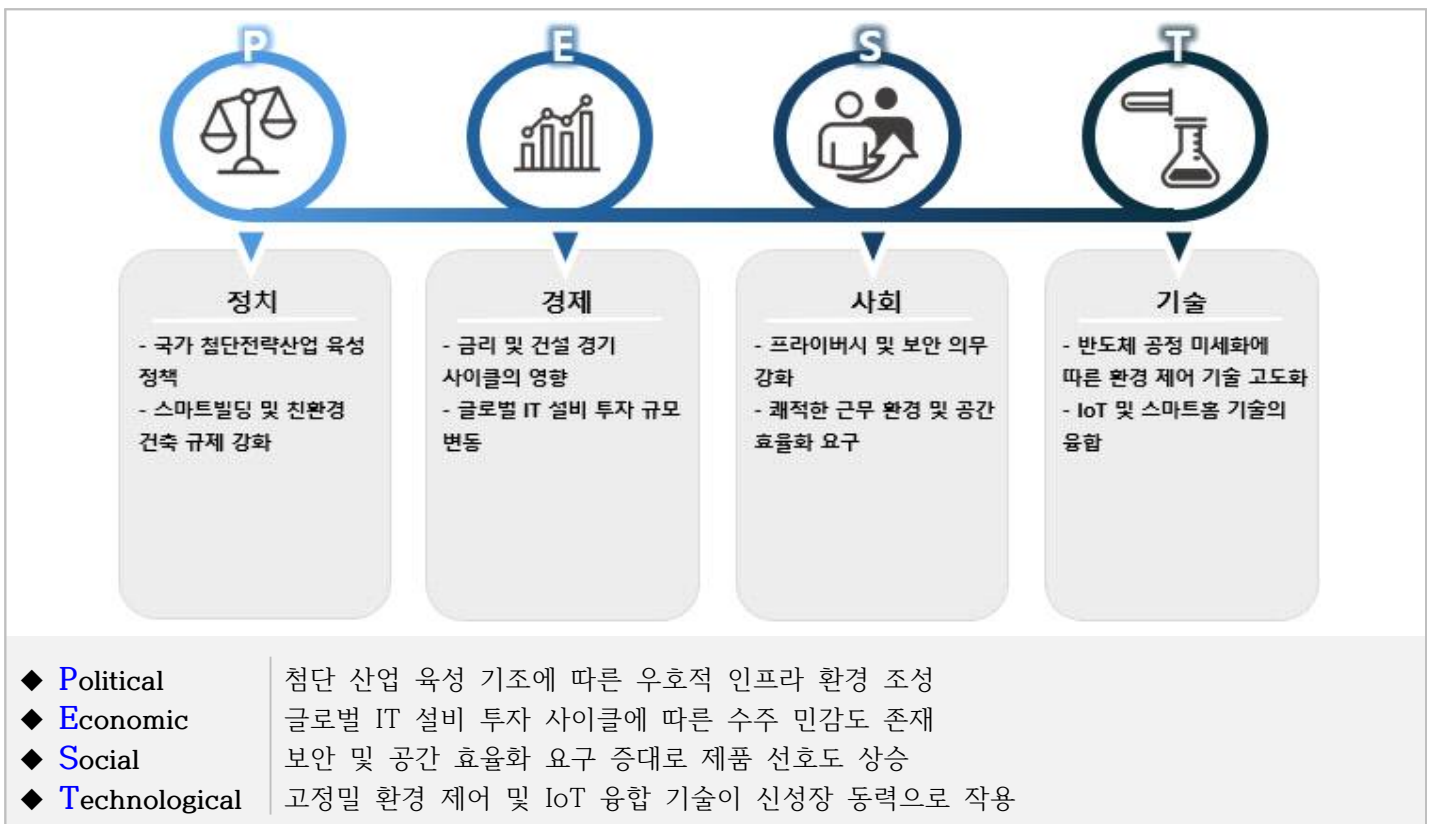 P E S T
정치
- 국가 첨단전략산업 육성
정책
- 스마트빌딩 및 친환경
건축 규제 강화
경제
- 금리 및 건설 경기
사이클의 영향
- 글로벌 IT 설비 투자 규모
변동
사회
- 프라이버시 및 보안 의무
강화
- 쾌적한 근무 환경 및 공간
효율화 요구
기술
- 반도체 공정 미세화에
따른 환경 제어 기술 고도화
- IoT 및 스마트홈 기술의
융합
◆ Political 첨단 산업 육성 기조에 따른 우호적 인프라 환경 조성
◆ Economic 글로벌 IT 설비 투자 사이클에 따른 수주 민감도 존재
◆ Social 보안 및 공간 효율화 요구 증대로 제품 선호도 상승
◆ Technological 고정밀 환경 제어 및 IoT 융합 기술이 신성장 동력으로 작용